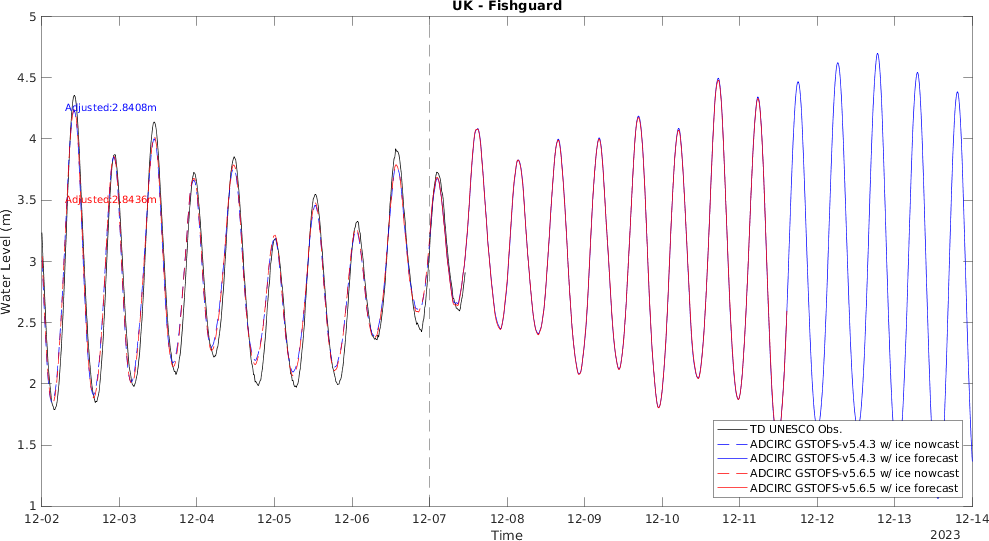 UK - Fishguard
5
4.5
4
3.5
3
2.5
2
1.5
1
Water Level (m)
Adjusted:2.8408m
Adjusted:2.8436m
TD UNESCO Obs.
ADCIRC GSTOFS-v5.4.3 w/ ice nowcast
ADCIRC GSTOFS-v5.4.3 w/ ice forecast
ADCIRC GSTOFS-v5.6.5 w/ ice nowcast
ADCIRC GSTOFS-v5.6.5 w/ ice forecast
12-02 12-03 12-04 12-05 12-06 12-07 12-08 12-09 12-10 12-11 12-12 12-13 12-14
Time
2023